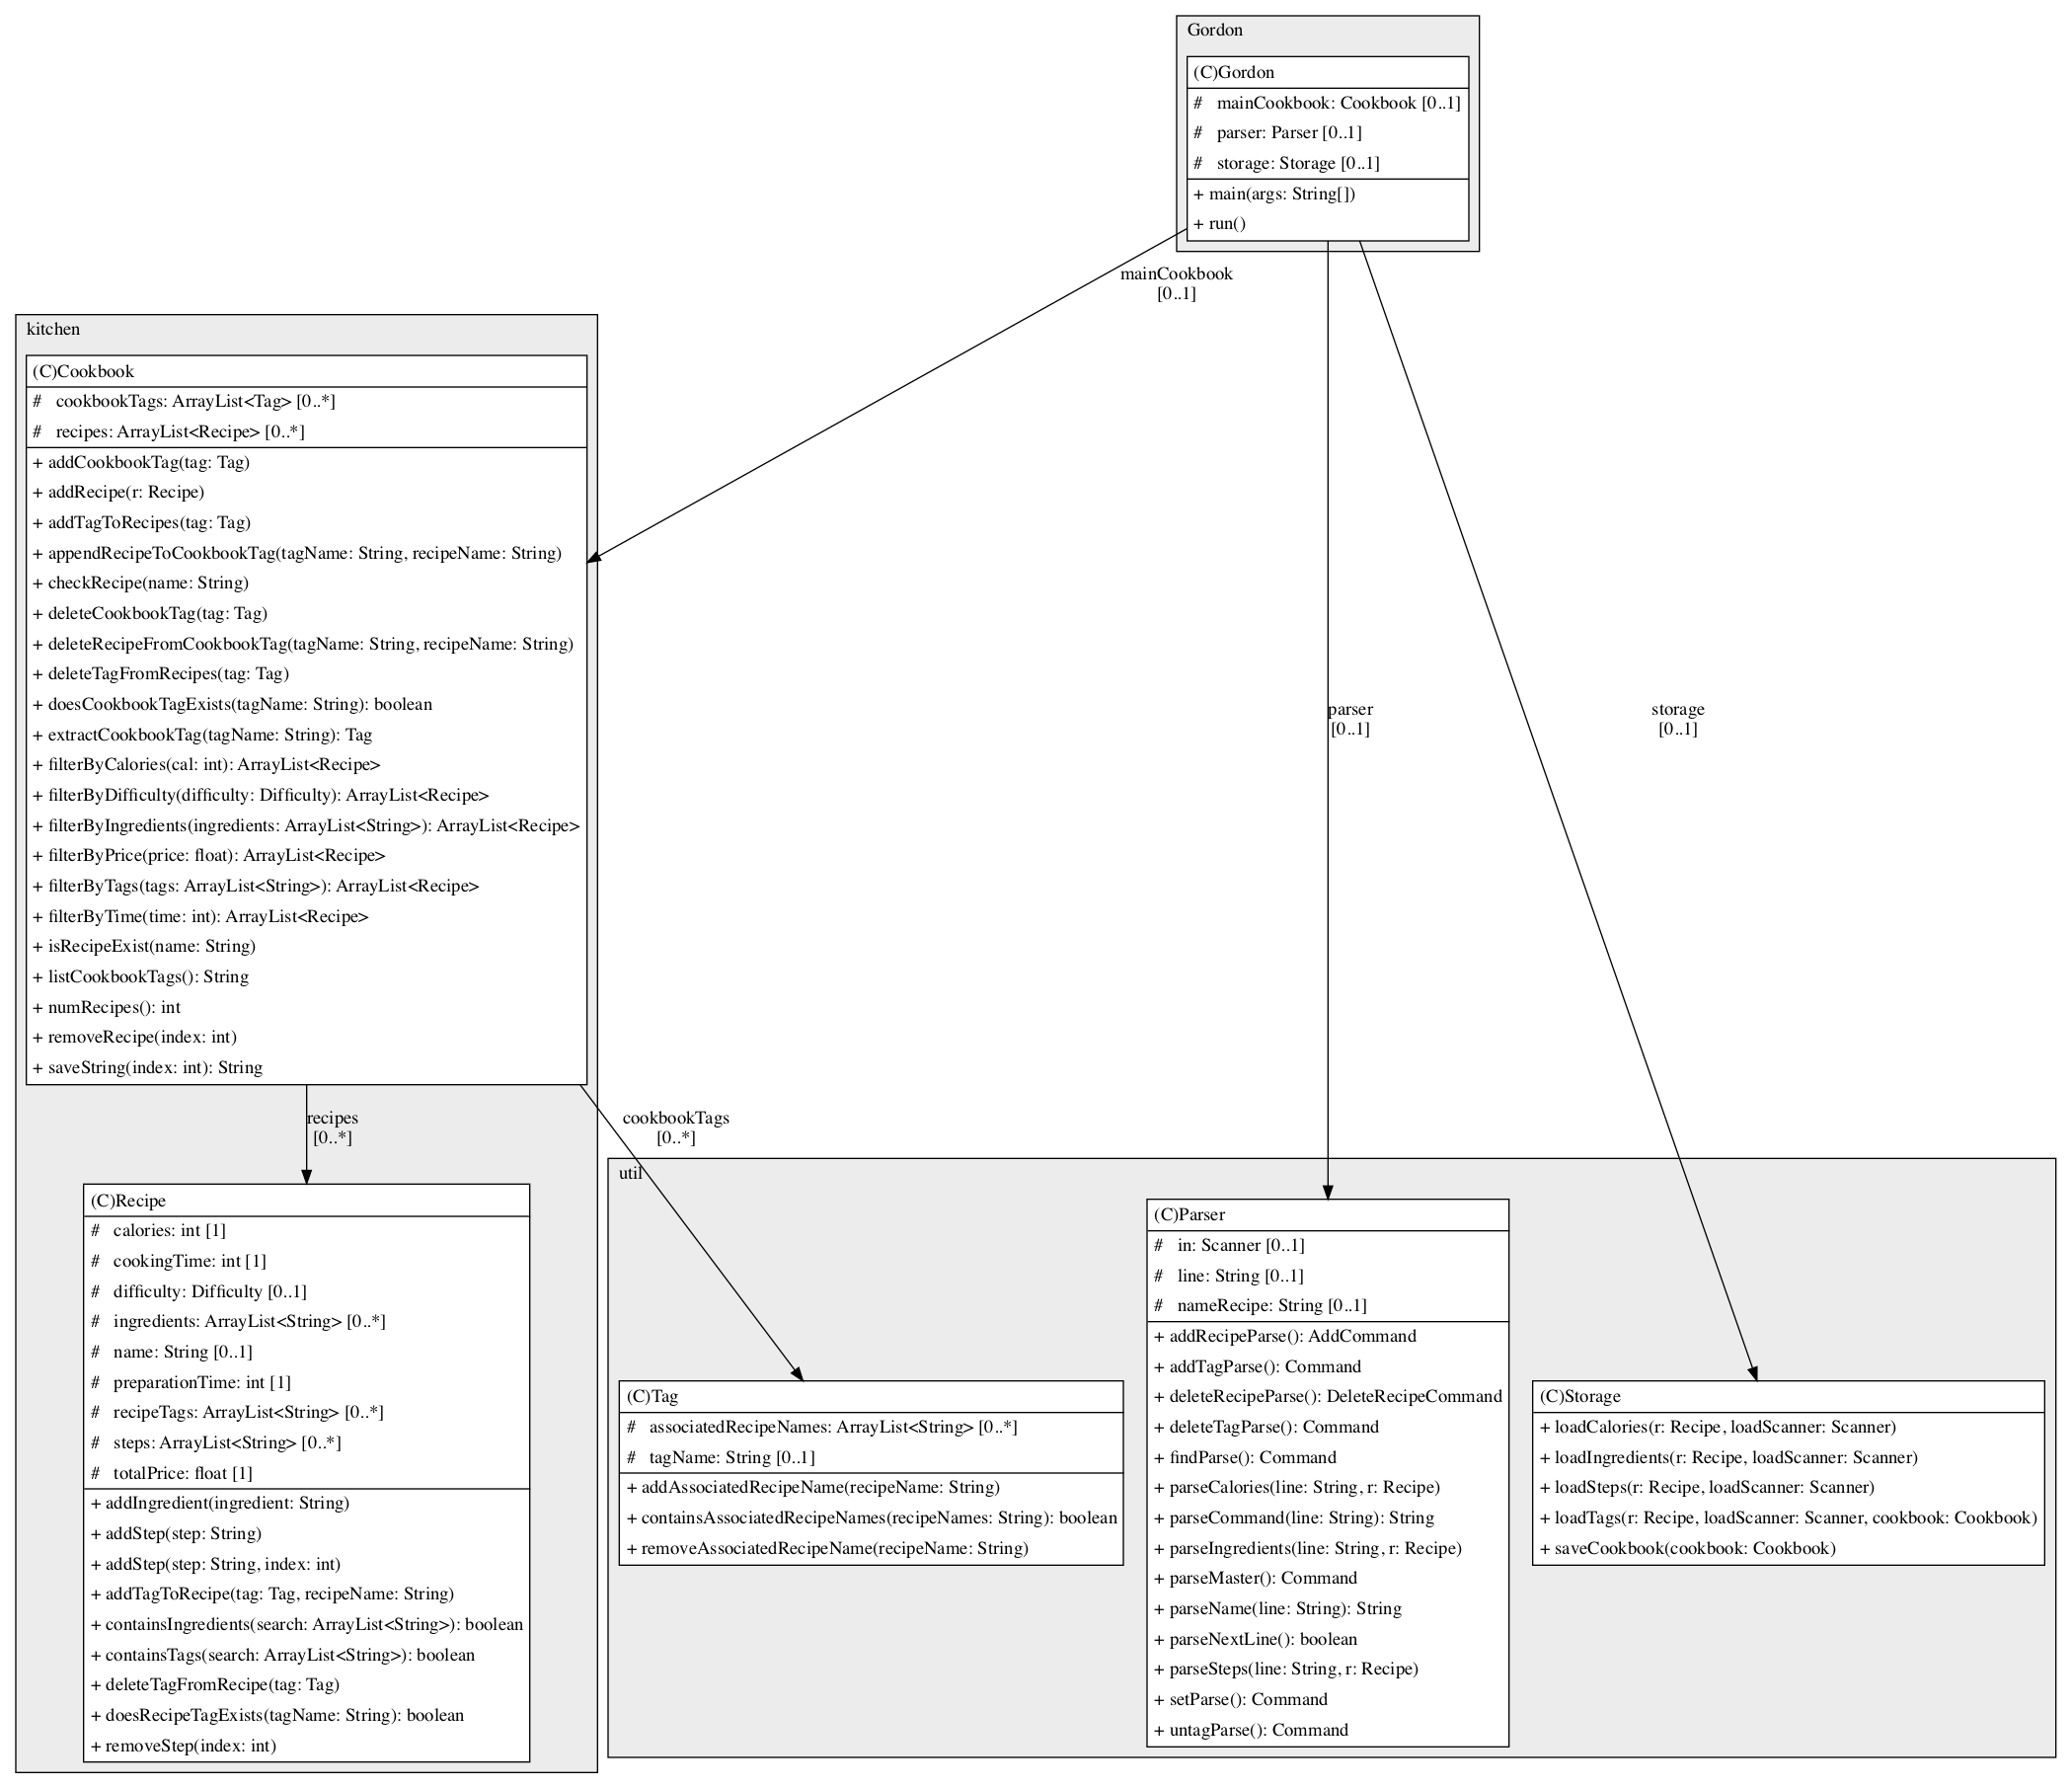 Gordon
(C)Gordon
# mainCookbook: Cookbook [0..1]
# parser: Parser [0..1]
# storage: Storage [0..1]
+ main(args: String[])
+ run()
mainCookbook
[0..1]
kitchen
(C)Cookbook
# cookbookTags: ArrayList<Tag> [0..*]
# recipes: ArrayList<Recipe> [0..*]
+ addCookbookTag(tag: Tag)
+ addRecipe(r: Recipe)
+ addTagToRecipes(tag: Tag)
+ appendRecipeToCookbookTag(tagName: String, recipeName: String)
+ checkRecipe(name: String)
+ deleteCookbookTag(tag: Tag)
+ deleteRecipeFromCookbookTag(tagName: String, recipeName: String)
+ deleteTagFromRecipes(tag: Tag)
+ doesCookbookTagExists(tagName: String): boolean
+ extractCookbookTag(tagName: String): Tag
+ filterByCalories(cal: int): ArrayList<Recipe>
+ filterByDifficulty(difficulty: Difficulty): ArrayList<Recipe>
+ filterByIngredients(ingredients: ArrayList<String>): ArrayList<Recipe>
+ filterByPrice(price: float): ArrayList<Recipe>
+ filterByTags(tags: ArrayList<String>): ArrayList<Recipe>
+ filterByTime(time: int): ArrayList<Recipe>
+ isRecipeExist(name: String)
+ listCookbookTags(): String
+ numRecipes(): int
+ removeRecipe(index: int)
+ saveString(index: int): String
parser
[0..1]
storage
[0..1]
recipes
[0..*]
cookbookTags
[0..*]
(C)Recipe
# calories: int [1]
# cookingTime: int [1]
# difficulty: Difficulty [0..1]
# ingredients: ArrayList<String> [0..*]
# name: String [0..1]
# preparationTime: int [1]
# recipeTags: ArrayList<String> [0..*]
# steps: ArrayList<String> [0..*]
# totalPrice: float [1]
+ addIngredient(ingredient: String)
+ addStep(step: String)
+ addStep(step: String, index: int)
+ addTagToRecipe(tag: Tag, recipeName: String)
+ containsIngredients(search: ArrayList<String>): boolean
+ containsTags(search: ArrayList<String>): boolean
+ deleteTagFromRecipe(tag: Tag)
+ doesRecipeTagExists(tagName: String): boolean
+ removeStep(index: int)
util
(C)Tag
# associatedRecipeNames: ArrayList<String> [0..*]
# tagName: String [0..1]
+ addAssociatedRecipeName(recipeName: String)
+ containsAssociatedRecipeNames(recipeNames: String): boolean
+ removeAssociatedRecipeName(recipeName: String)
(C)Parser
# in: Scanner [0..1]
# line: String [0..1]
# nameRecipe: String [0..1]
+ addRecipeParse(): AddCommand
+ addTagParse(): Command
+ deleteRecipeParse(): DeleteRecipeCommand
+ deleteTagParse(): Command
+ findParse(): Command
+ parseCalories(line: String, r: Recipe)
+ parseCommand(line: String): String
+ parseIngredients(line: String, r: Recipe)
+ parseMaster(): Command
+ parseName(line: String): String
+ parseNextLine(): boolean
+ parseSteps(line: String, r: Recipe)
+ setParse(): Command
+ untagParse(): Command
(C)Storage
+ loadCalories(r: Recipe, loadScanner: Scanner)
+ loadIngredients(r: Recipe, loadScanner: Scanner)
+ loadSteps(r: Recipe, loadScanner: Scanner)
+ loadTags(r: Recipe, loadScanner: Scanner, cookbook: Cookbook)
+ saveCookbook(cookbook: Cookbook)